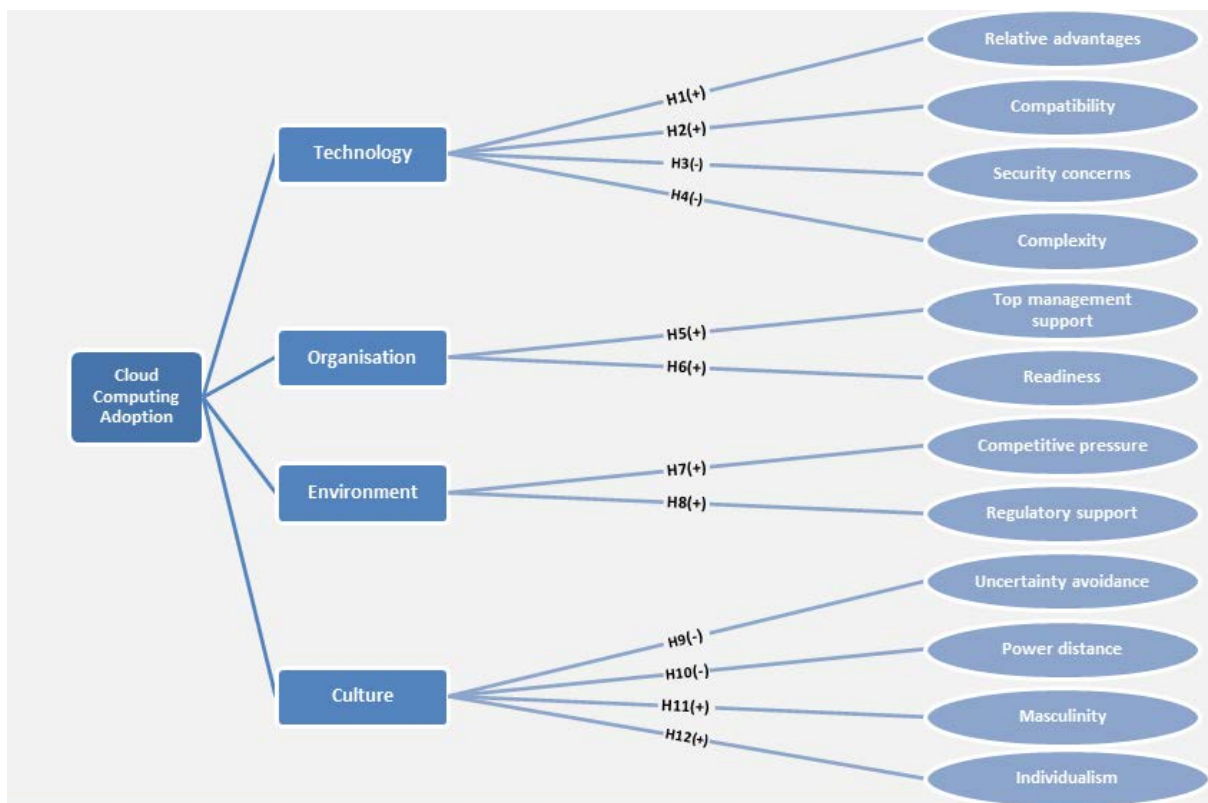 Relative advantages
H1(+)
Compatibility
H2(+)
Technology
H3(-)
Security concerns
H4(-)
Complexity
Top management
support
H5(+)
Organisation
H6(+)
Readiness
Cloud
Computing
Adoption
Competitive pressure
H7(+)
Environment
H8(+)
Regulatory support
Uncertainty avoidance
H9(-)
Power distance
H10(-)
Culture
H11(+)
Masculinity
H12(+)
Individualism